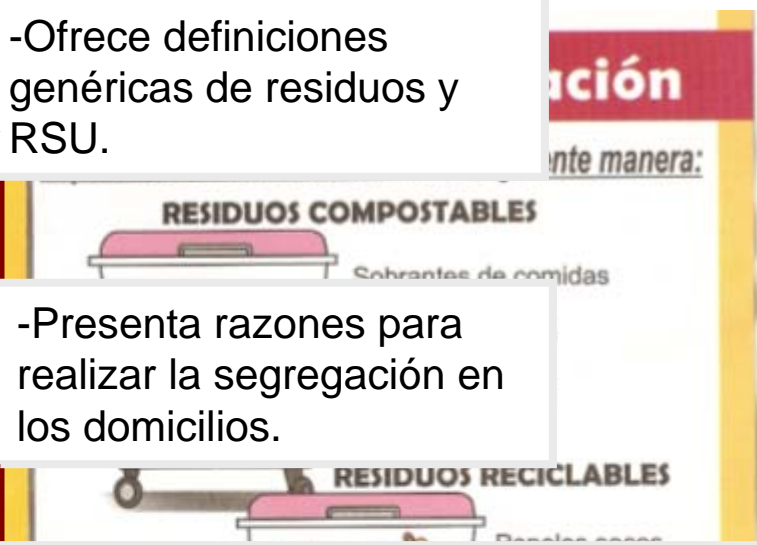 -Ofrece definiciones
genéricas de residuos y
RSU.
ción
nte manera:
RESIDUOS COMPOSTABLES
Sobrantes de comidas
-Presenta razones para
realizar la segregación en
los domicilios.
RESIDUOS RECICLABLES